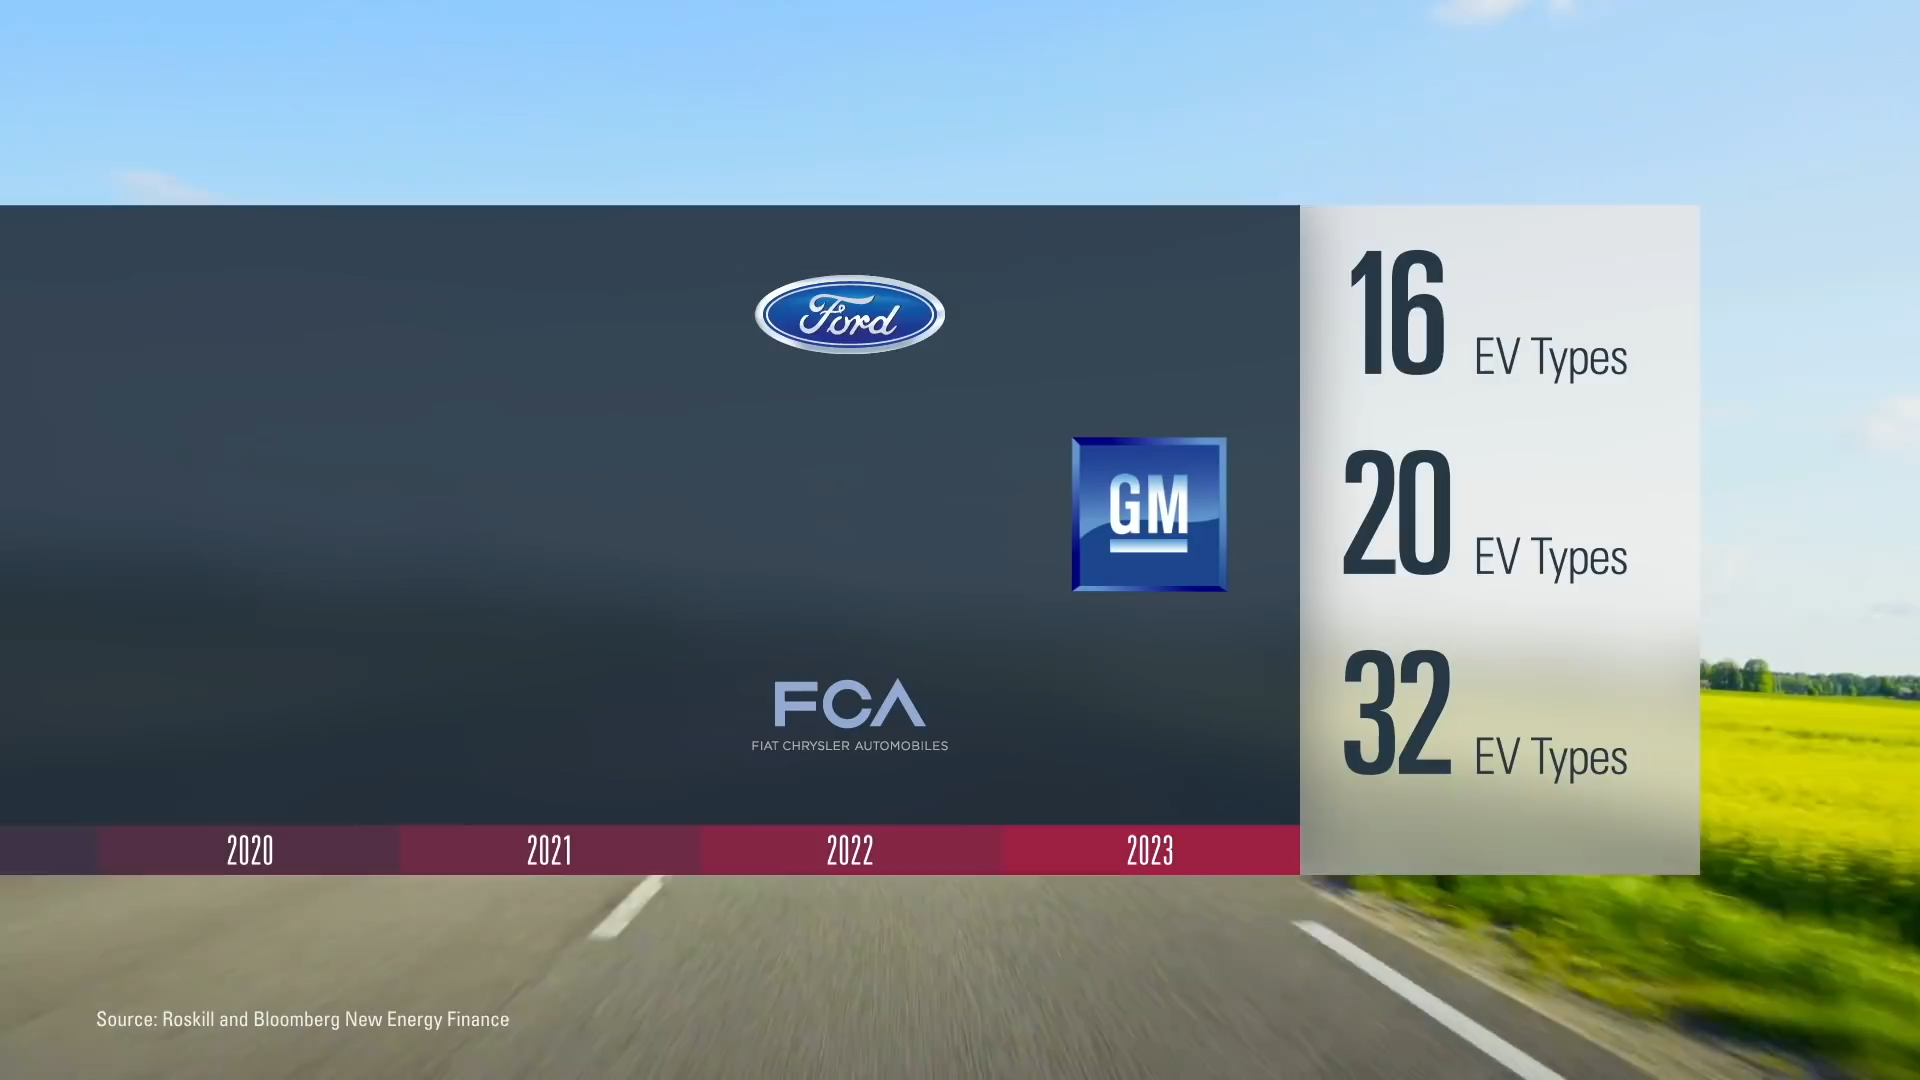 Ford
16 EV Types
GM
20 EV Types
FCA
FIAT CHRYSLER AUTOMOBILES
32 EV Types
2020 2021 2022 2023
Source: Roskill and Bloomberg New Energy Finance